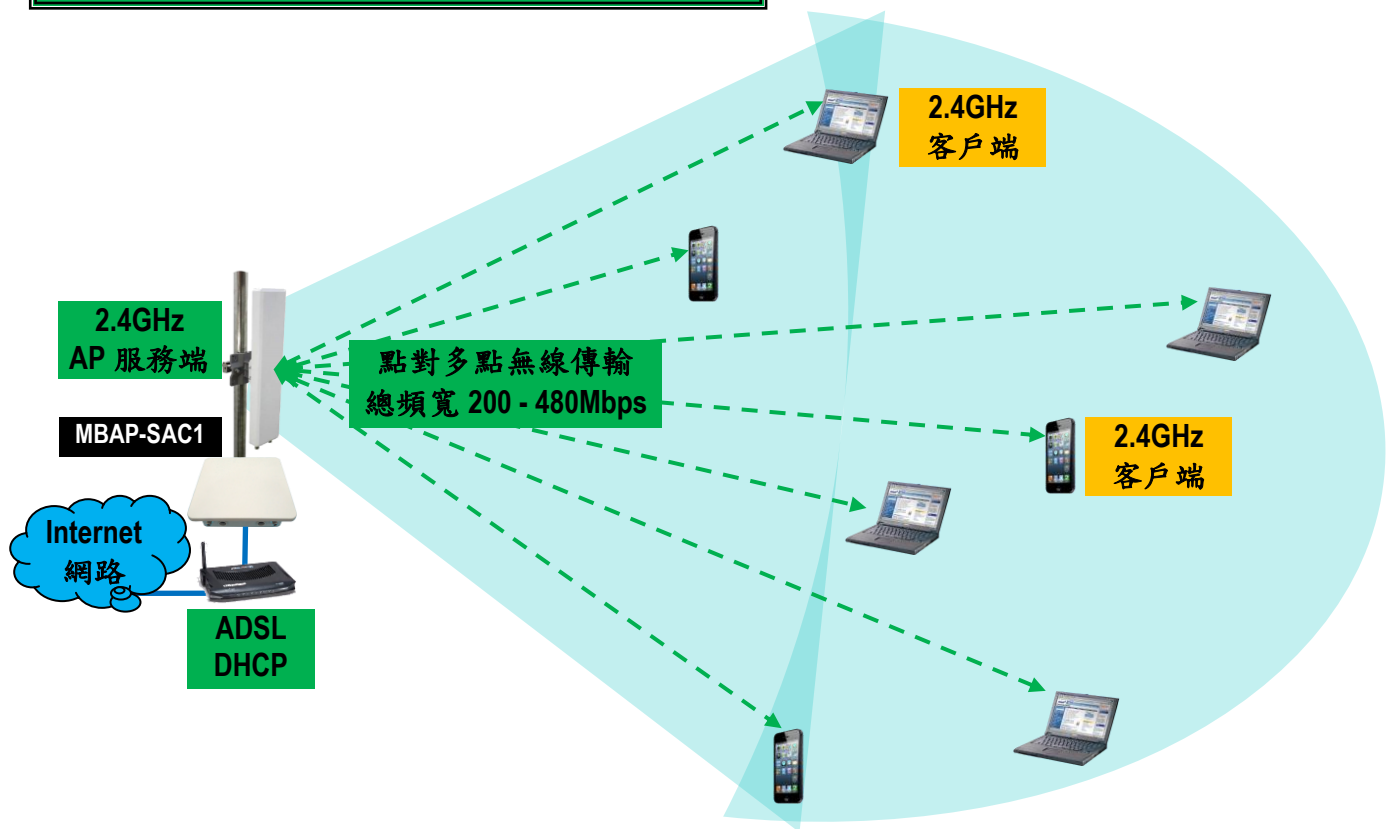 2.4GHz
客戶端
2.4GHz
AP 服務端
點對多點無線傳輸
總頻寬 200 - 480Mbps
MBAP-SAC1
2.4GHz
客戶端
Internet
網路
ADSL
DHCP